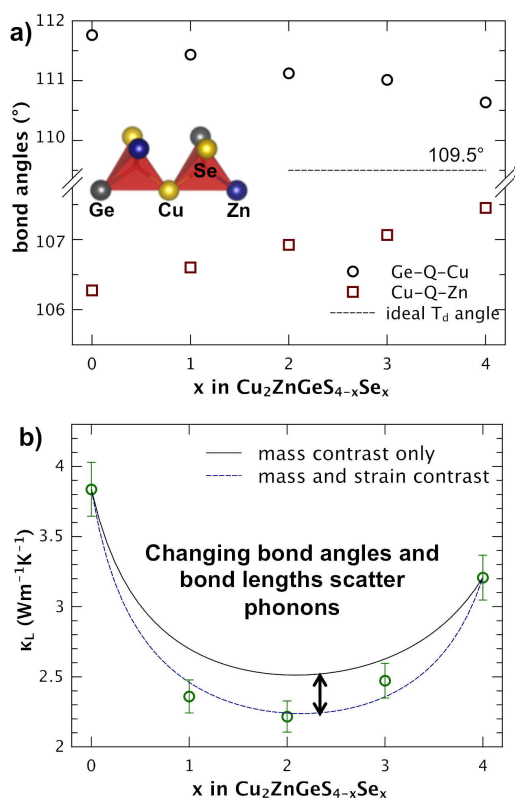 a)
112
111
110
107
106
bond angles (°)
109.5°
Se
Ge
Cu
Zn
Ge-Q-Cu
Cu-Q-Zn
ideal Td angle
0
1
2
3
4
x in Cu₂ZnGeS₄₋ₓSeₓ
b)
mass contrast only
mass and strain contrast
4
3.5
3
2.5
2
κL (Wm⁻¹K⁻¹)
Changing bond angles and
bond lengths scatter
phonons
0
1
2
3
4
x in Cu₂ZnGeS₄₋ₓSeₓ